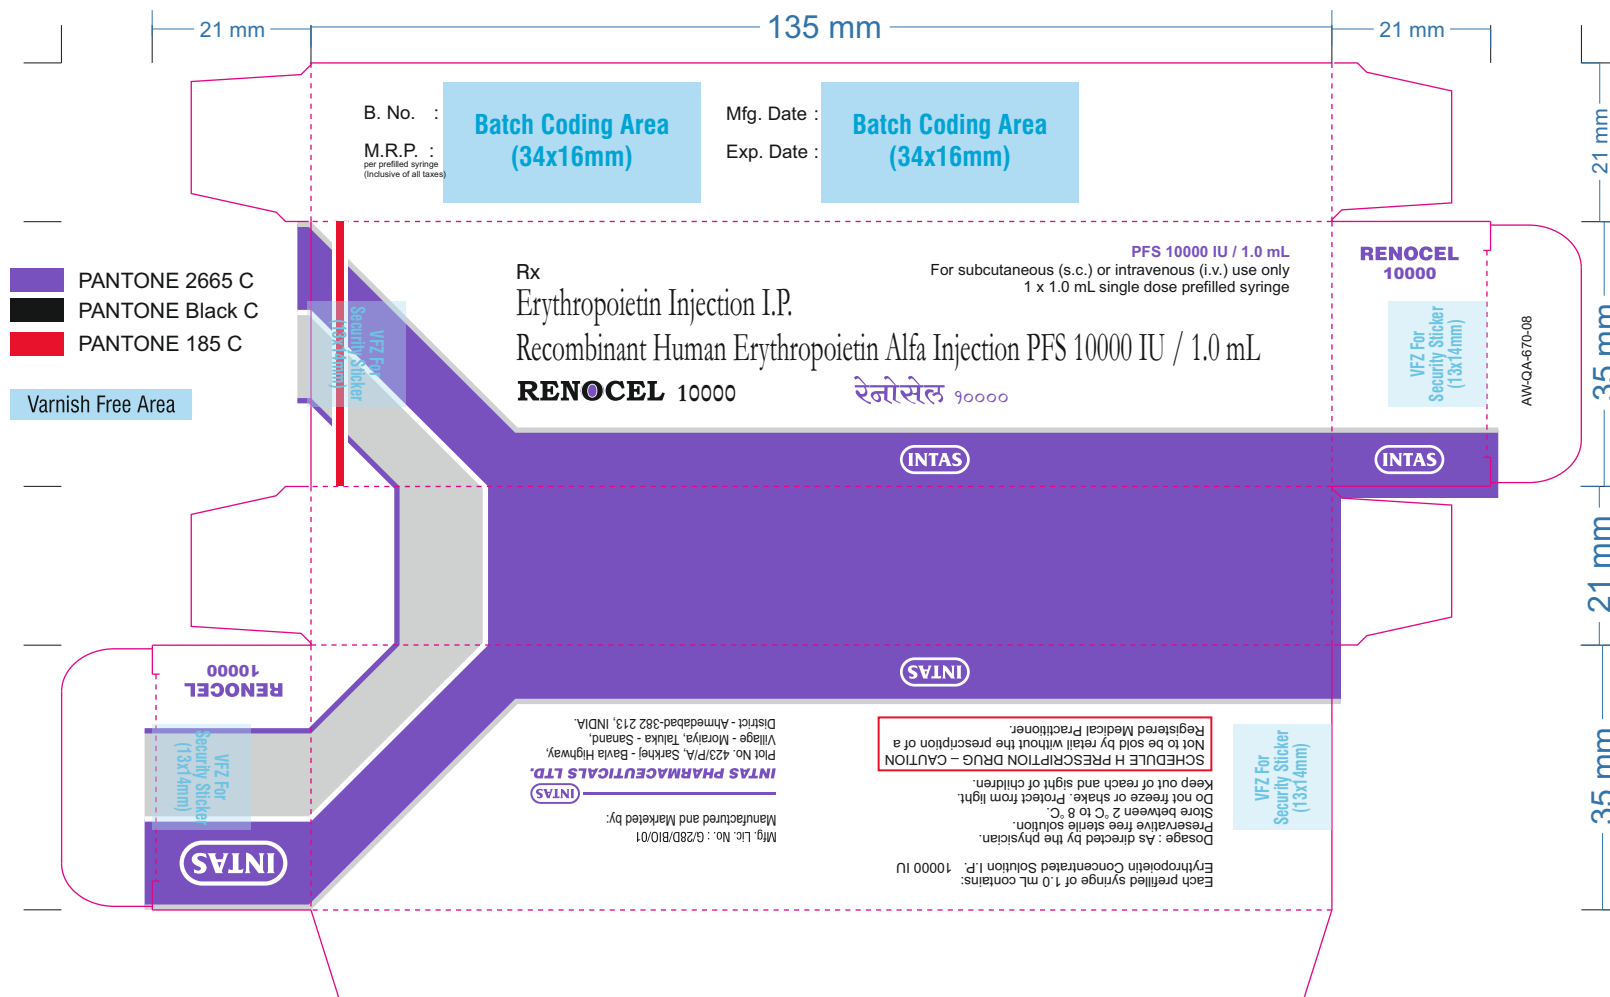 21 mm
135 mm
21 mm
B. No. :
Batch Coding Area
(34x16mm)
M.R.P. :
per prefilled syringe
(Inclusive of all taxes)
Mfg. Date :
Exp. Date :
Batch Coding Area
(34x16mm)
21 mm
PANTONE 2665 C
PANTONE Black C
PANTONE 185 C
Varnish Free Area
VFZ For
Security Sticker
(13x14mm)
Rx
Erythropoietin Injection I.P.
Recombinant Human Erythropoietin Alfa Injection PFS 10000 IU / 1.0 mL
RENOCEL 10000
रेनोसेल १००००
PFS 10000 IU / 1.0 mL
For subcutaneous (s.c.) or intravenous (i.v.) use only
1 x 1.0 mL single dose prefilled syringe
INTAS
RENOCEL
10000
VFZ For
Security Sticker
(13x14mm)
INTAS
AW-QA-670-08
35 mm
21 mm
INTAS
RENOCEL
10000
VFZ For
Security Sticker
(13x14mm)
INTAS
Each prefilled syringe of 1.0 mL contains:
Erythropoietin Concentrated Solution I.P. 10000 IU
Dosage : As directed by the physician.
Preservative free sterile solution.
Store between 2 °C to 8 °C.
Do not freeze or shake. Protect from light.
Keep out of reach and sight of children.
SCHEDULE H PRESCRIPTION DRUG – CAUTION
Not to be sold by retail without the prescription of a
Registered Medical Practitioner.
Mfg. Lic. No : G/28D/BIO/01
Manufactured and Marketed by:
INTAS
INTAS PHARMACEUTICALS LTD.
Plot No. 423/P/A, Sarkhej - Bavla Highway,
Village - Moraiya, Taluka - Sanand,
District - Ahmedabad-382 213, INDIA.
VFZ For
Security Sticker
(13x14mm)
35 mm